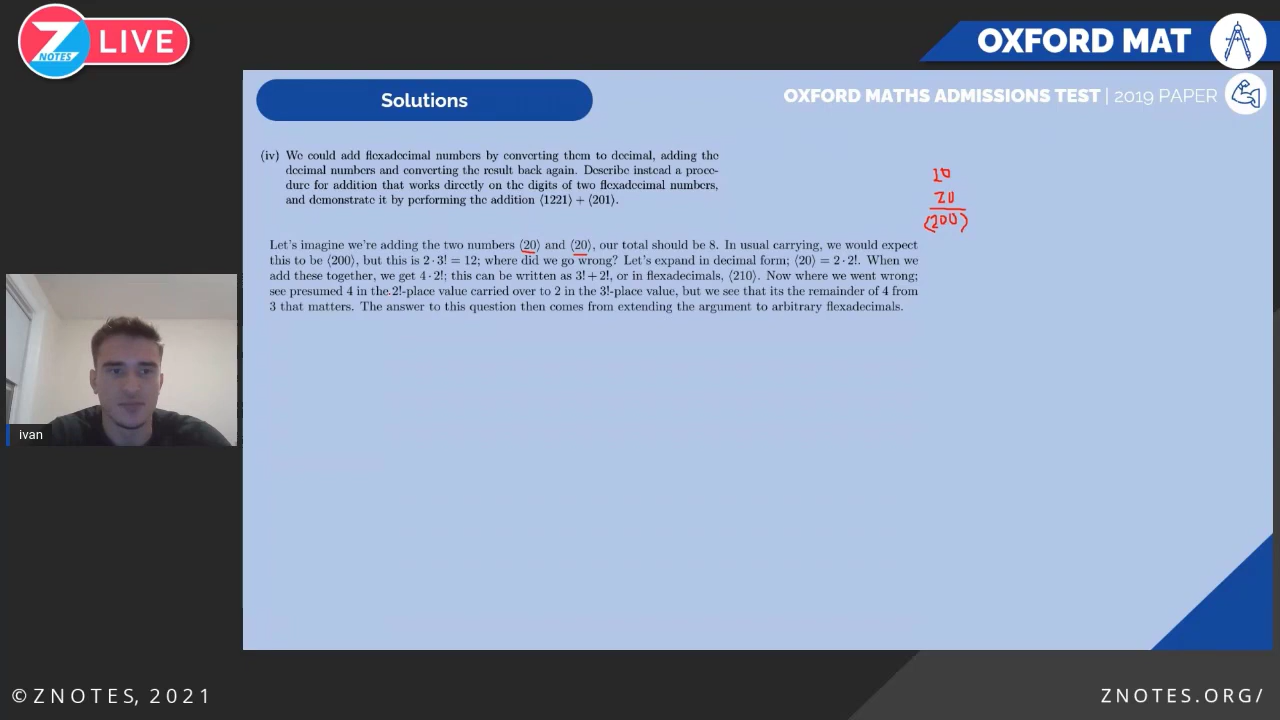 Z NOTES LIVE
OXFORD MAT
Solutions
OXFORD MATHS ADMISSIONS TEST | 2019 PAPER
(iv) We could add flexadecimal numbers by converting them to decimal, adding the
decimal numbers and converting the result back again. Describe instead a proce-
dure for addition that works directly on the digits of two flexadecimal numbers,
and demonstrate it by performing the addition ⟨1221⟩ + ⟨201⟩.
20
20
⟨200⟩
Let's imagine we're adding the two numbers ⟨20⟩ and ⟨20⟩, our total should be 8. In usual carrying, we would expect
this to be ⟨200⟩, but this is 2 · 3! = 12; where did we go wrong? Let's expand in decimal form; ⟨20⟩ = 2 · 2!. When we
add these together, we get 4 · 2!; this can be written as 3! + 2!, or in flexadecimals, ⟨210⟩. Now where we went wrong;
see presumed 4 in the 2!-place value carried over to 2 in the 3!-place value, but we see that its the remainder of 4 from
3 that matters. The answer to this question then comes from extending the argument to arbitrary flexadecimals.
ivan
© ZNOTES, 2021
ZNOTES.ORG/